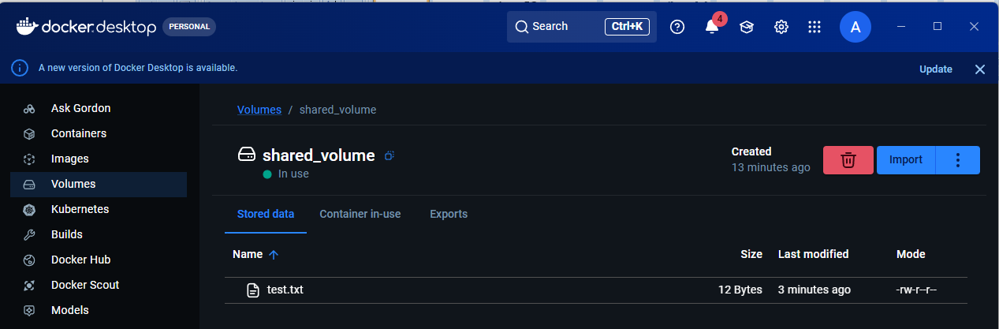 docker.desktop PERSONAL Search Ctrl+K 4 A
A new version of Docker Desktop is available. Update
Ask Gordon
Containers
Images
Volumes
Kubernetes
Builds
Docker Hub
Docker Scout
Models
Volumes / shared_volume
shared_volume
In use
Created
13 minutes ago
Import
Stored data Container in-use Exports
Name Size Last modified Mode
test.txt 12 Bytes 3 minutes ago -rw-r--r--